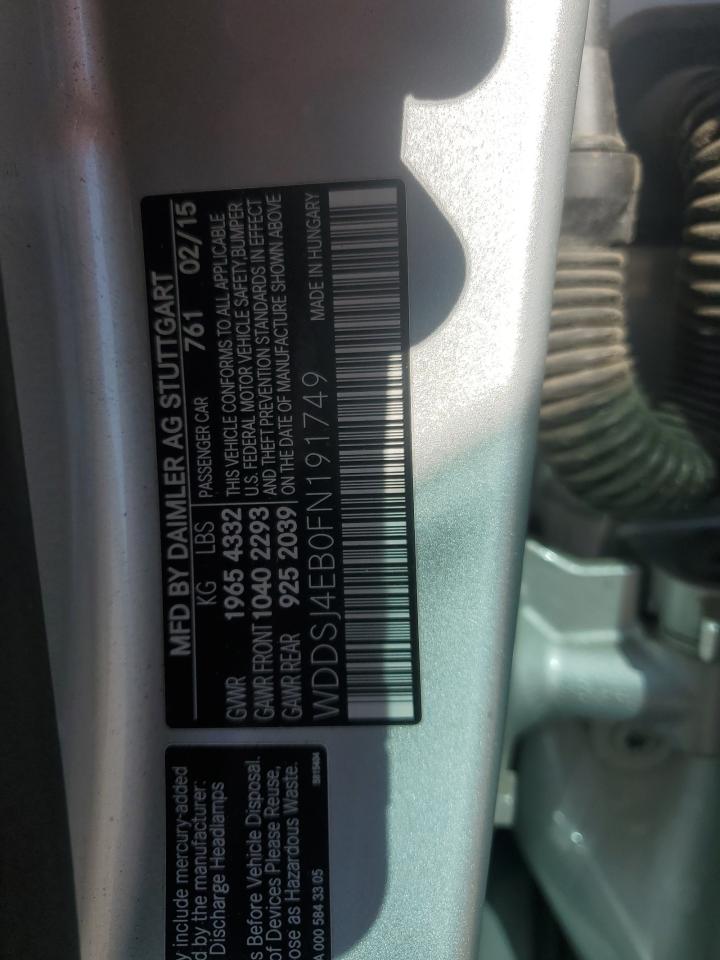 MFD BY DAIMLER AG STUTTGART
KG LBS PASSENGER CAR 761 02/15
GVWR 1965 4332 THIS VEHICLE CONFORMS TO ALL APPLICABLE
GAWR FRONT 1040 2293 U.S. FEDERAL MOTOR VEHICLE SAFETY, BUMPER
GAWR REAR 925 2039 AND THEFT PREVENTION STANDARDS IN EFFECT
ON THE DATE OF MANUFACTURE SHOWN ABOVE
WDDSJ4EB0FN191749 MADE IN HUNGARY
y include mercury-added
d by the manufacturer:
Discharge Headlamps
s Before Vehicle Disposal.
of Devices Please Reuse,
ose as Hazardous Waste.
A 000 584 33 05